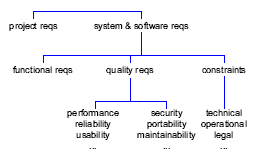 project reqs system & software reqs
functional reqs quality reqs constraints
performance security technical
reliability portability operational
usability maintainability legal
.. .. ..